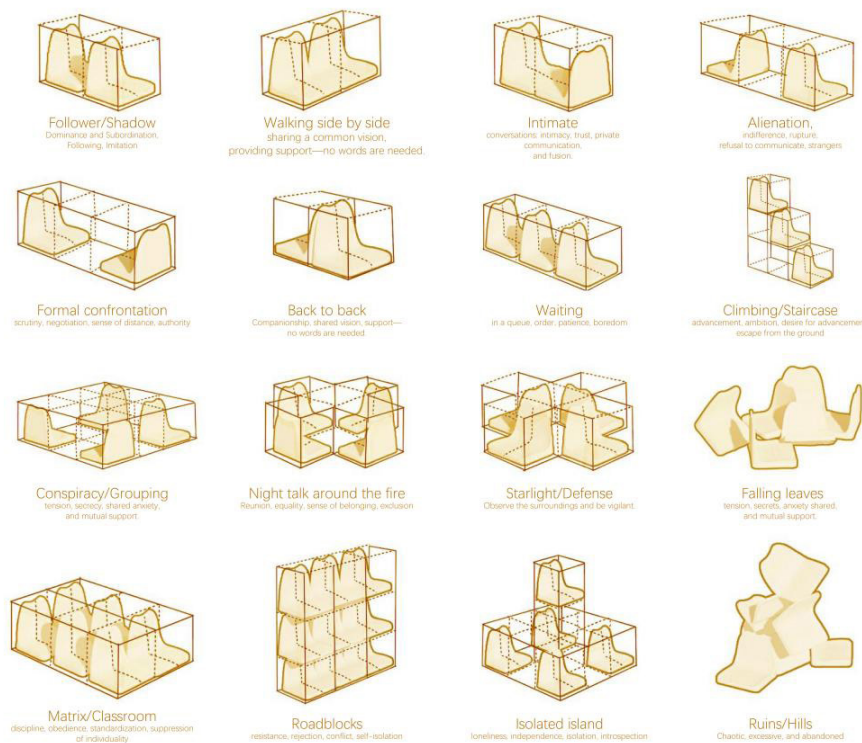 Follower/Shadow
Dominance and Subordination,
Following, Imitation
Walking side by side
sharing a common vision,
providing support—no words are needed.
Intimate
conversations; intimacy, trust, private
communication,
and fusion.
Alienation,
indifference, rupture,
refusal to communicate, strangers
Formal confrontation
scrutiny, negotiation, sense of distance, authority
Back to back
Companionship, shared vision, support—
no words are needed
Waiting
in a queue, order, patience, boredom
Climbing/Staircase
advancement, ambition, desire for advancemen
escape from the ground
Conspiracy/Grouping
tension, secrecy, shared anxiety,
and mutual support
Night talk around the fire
Reunion, equality, sense of belonging, exclusion
Starlight/Defense
Observe the surroundings and be vigilant.
Falling leaves
tension, secrets, anxiety shared,
and mutual support
Matrix/Classroom
discipline, obedience, standardization, suppression
of individuality
Roadblocks
resistance, rejection, conflict, self-isolation
Isolated island
loneliness, independence, isolation, introspection
Ruins/Hills
Chaotic, excessive, and abandoned